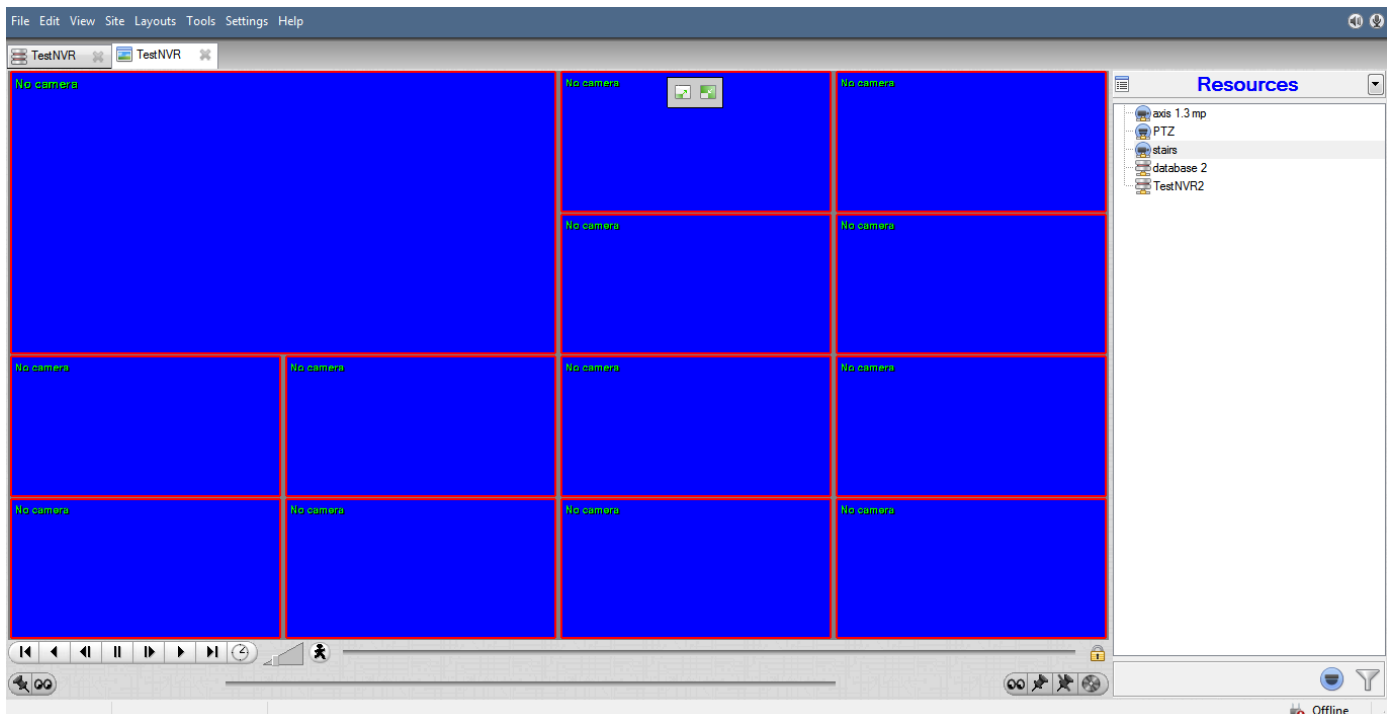 File Edit View Site Layouts Tools Settings Help
TestNVR TestNVR
No camera No camera No camera
Resources
axis 1.3 mp
PTZ
stairs
database 2
TestNVR2
No camera No camera
No camera No camera No camera No camera
No camera No camera No camera No camera
Offline